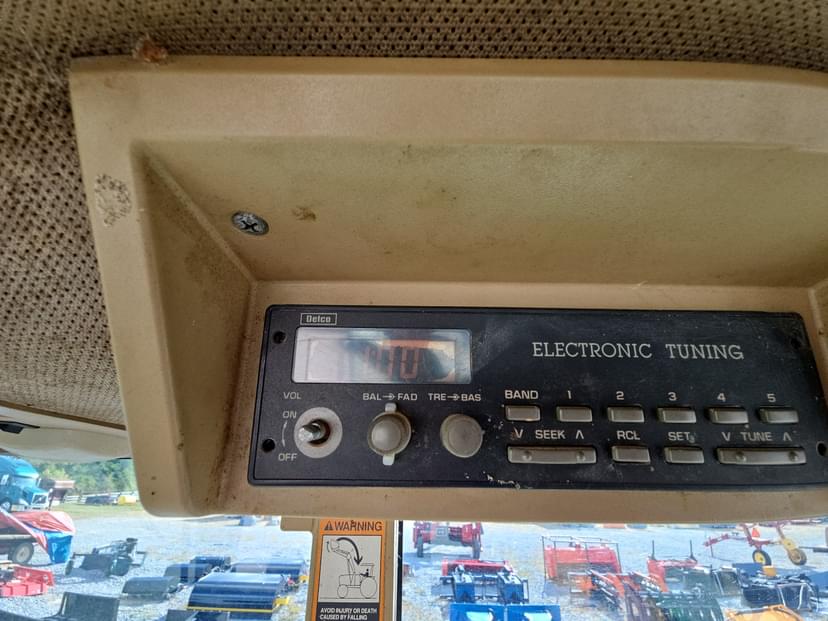 Delco
ELECTRONIC TUNING
VOL BAL→FAD TRE→BAS BAND 1 2 3 4 5
ON
V SEEK Λ RCL SET V TUNE Λ
OFF
WARNING
AVOID INJURY OR DEATH
CAUSED BY FALLING